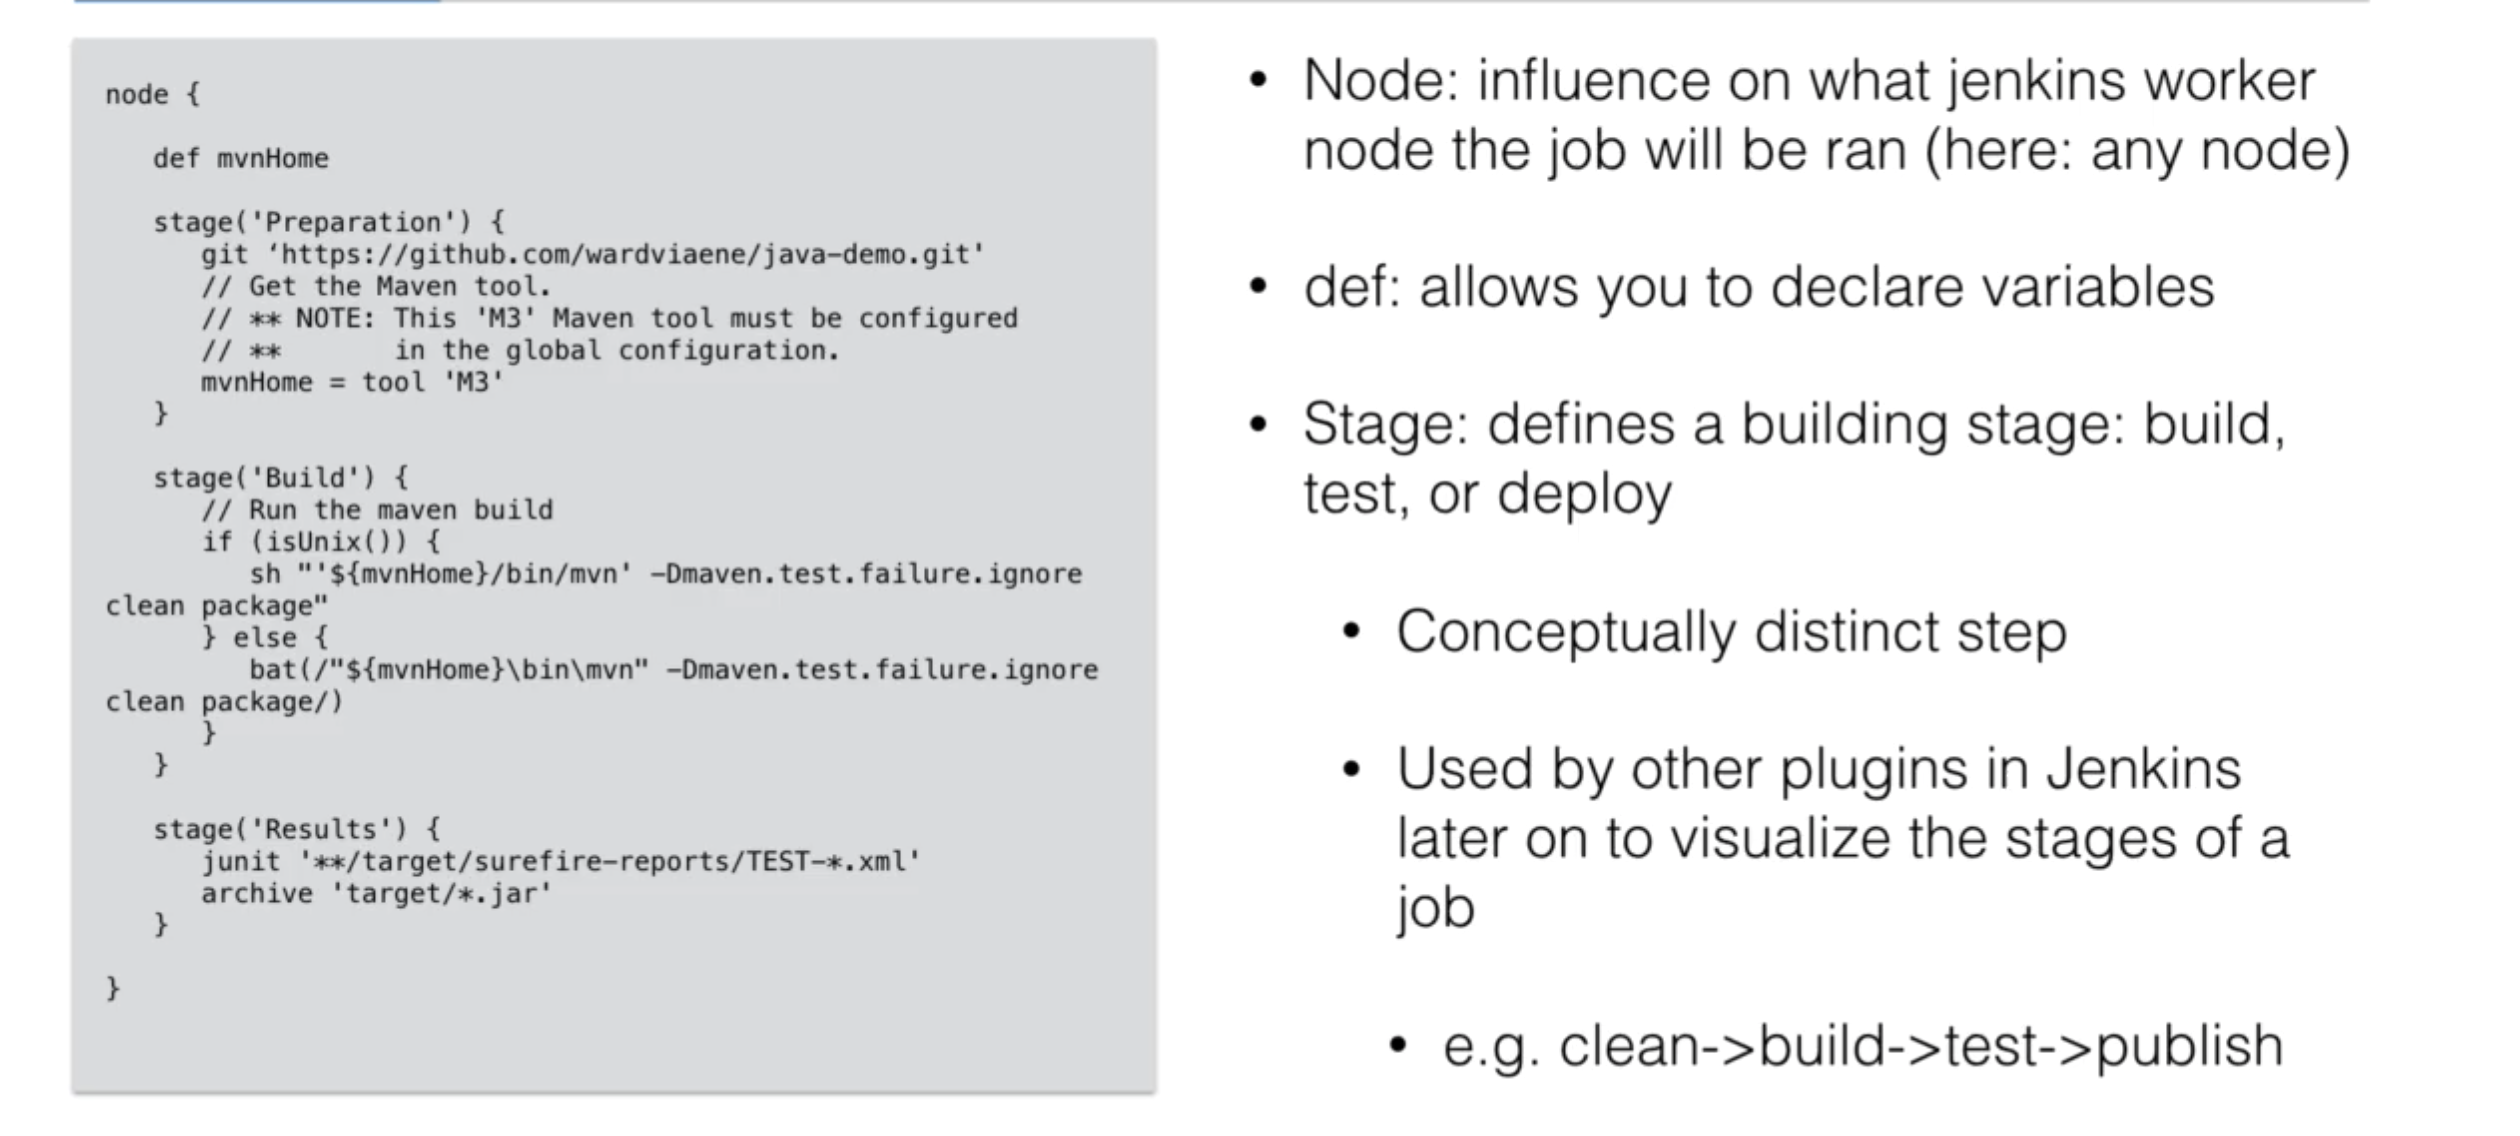 node {
def mvnHome
stage('Preparation') {
git ‘https://github.com/wardviaene/java-demo.git'
// Get the Maven tool.
// ** NOTE: This 'M3' Maven tool must be configured
// **       in the global configuration.
mvnHome = tool 'M3'
}
stage('Build') {
// Run the maven build
if (isUnix()) {
sh "'${mvnHome}/bin/mvn' -Dmaven.test.failure.ignore
clean package"
} else {
bat(/"${mvnHome}\bin\mvn" -Dmaven.test.failure.ignore
clean package/)
}
}
stage('Results') {
junit '**/target/surefire-reports/TEST-*.xml'
archive 'target/*.jar'
}
}
• Node: influence on what jenkins worker
node the job will be ran (here: any node)
• def: allows you to declare variables
• Stage: defines a building stage: build,
test, or deploy
• Conceptually distinct step
• Used by other plugins in Jenkins
later on to visualize the stages of a
job
• e.g. clean->build->test->publish